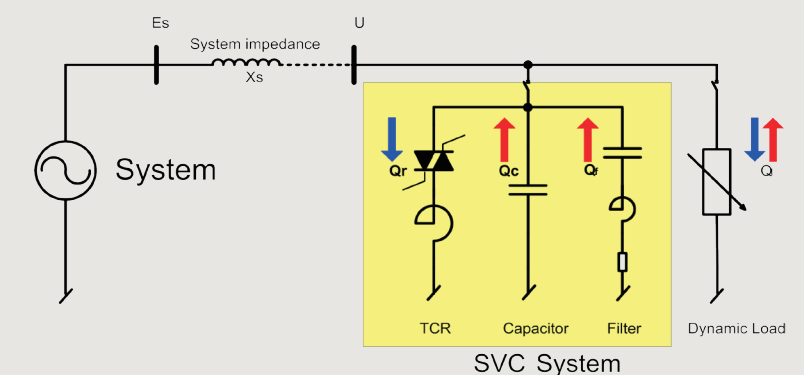 Es
U
System impedance
Xs
System
Qr
Qc
Qf
Q
TCR
Capacitor
Filter
Dynamic Load
SVC System